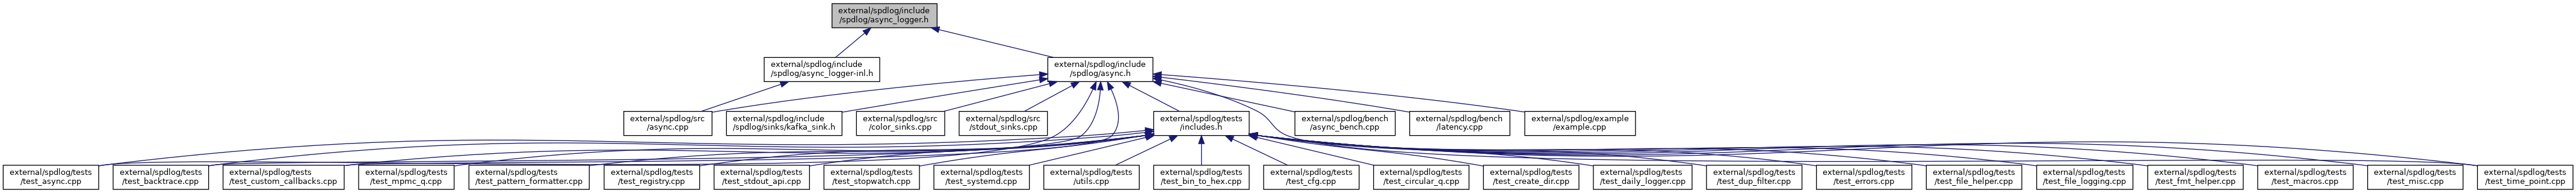 external/spdlog/include
/spdlog/async_logger.h
external/spdlog/include
/spdlog/async_logger-inl.h
external/spdlog/include
/spdlog/async.h
external/spdlog/src
/async.cpp
external/spdlog/include
/spdlog/sinks/kafka_sink.h
external/spdlog/src
/color_sinks.cpp
external/spdlog/src
/stdout_sinks.cpp
external/spdlog/tests
/includes.h
external/spdlog/bench
/async_bench.cpp
external/spdlog/bench
/latency.cpp
external/spdlog/example
/example.cpp
external/spdlog/tests
/test_async.cpp
external/spdlog/tests
/test_backtrace.cpp
external/spdlog/tests
/test_custom_callbacks.cpp
external/spdlog/tests
/test_mpmc_q.cpp
external/spdlog/tests
/test_pattern_formatter.cpp
external/spdlog/tests
/test_registry.cpp
external/spdlog/tests
/test_stdout_api.cpp
external/spdlog/tests
/test_stopwatch.cpp
external/spdlog/tests
/test_systemd.cpp
external/spdlog/tests
/utils.cpp
external/spdlog/tests
/test_bin_to_hex.cpp
external/spdlog/tests
/test_cfg.cpp
external/spdlog/tests
/test_circular_q.cpp
external/spdlog/tests
/test_create_dir.cpp
external/spdlog/tests
/test_daily_logger.cpp
external/spdlog/tests
/test_dup_filter.cpp
external/spdlog/tests
/test_errors.cpp
external/spdlog/tests
/test_file_helper.cpp
external/spdlog/tests
/test_file_logging.cpp
external/spdlog/tests
/test_fmt_helper.cpp
external/spdlog/tests
/test_macros.cpp
external/spdlog/tests
/test_misc.cpp
external/spdlog/tests
/test_time_point.cpp